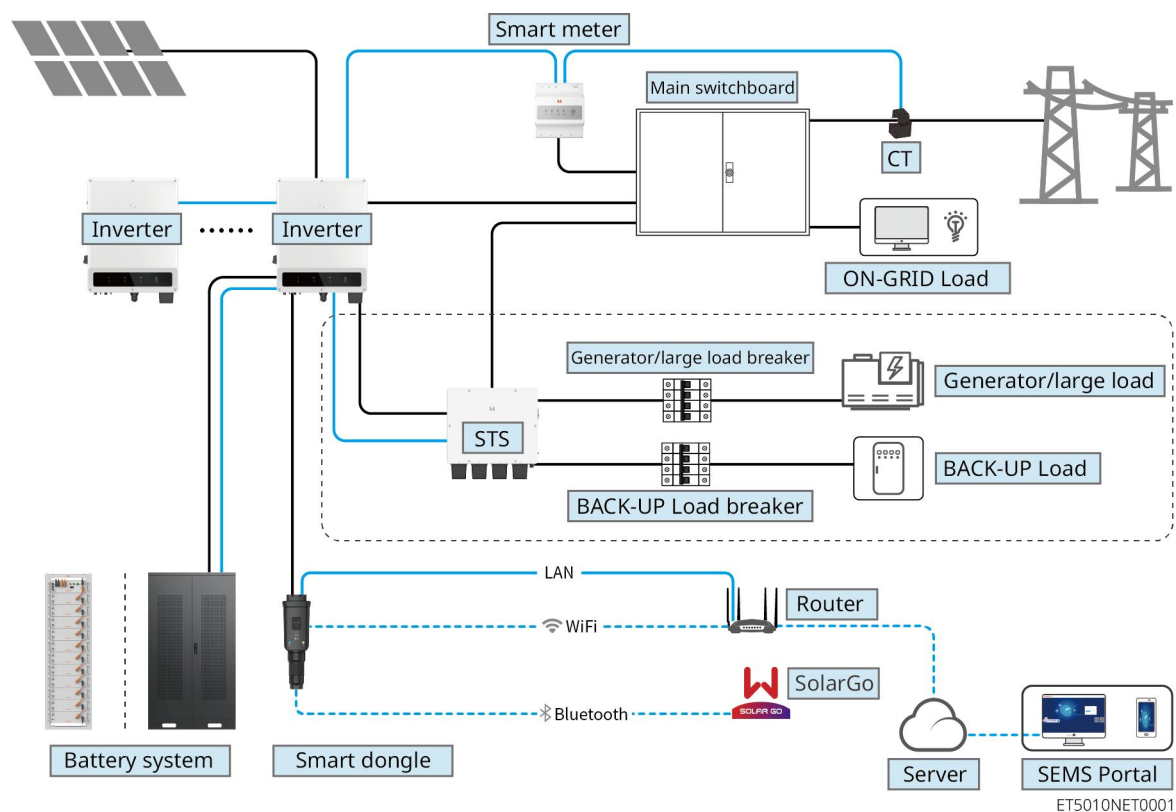 Smart meter
Main switchboard
CT
Inverter
Inverter
ON-GRID Load
Generator/large load breaker
Generator/large load
STS
BACK-UP Load
BACK-UP Load breaker
LAN
Router
WiFi
SolarGo
SOLAR GO
Bluetooth
Battery system
Smart dongle
Server
SEMS Portal
ET5010NET0001